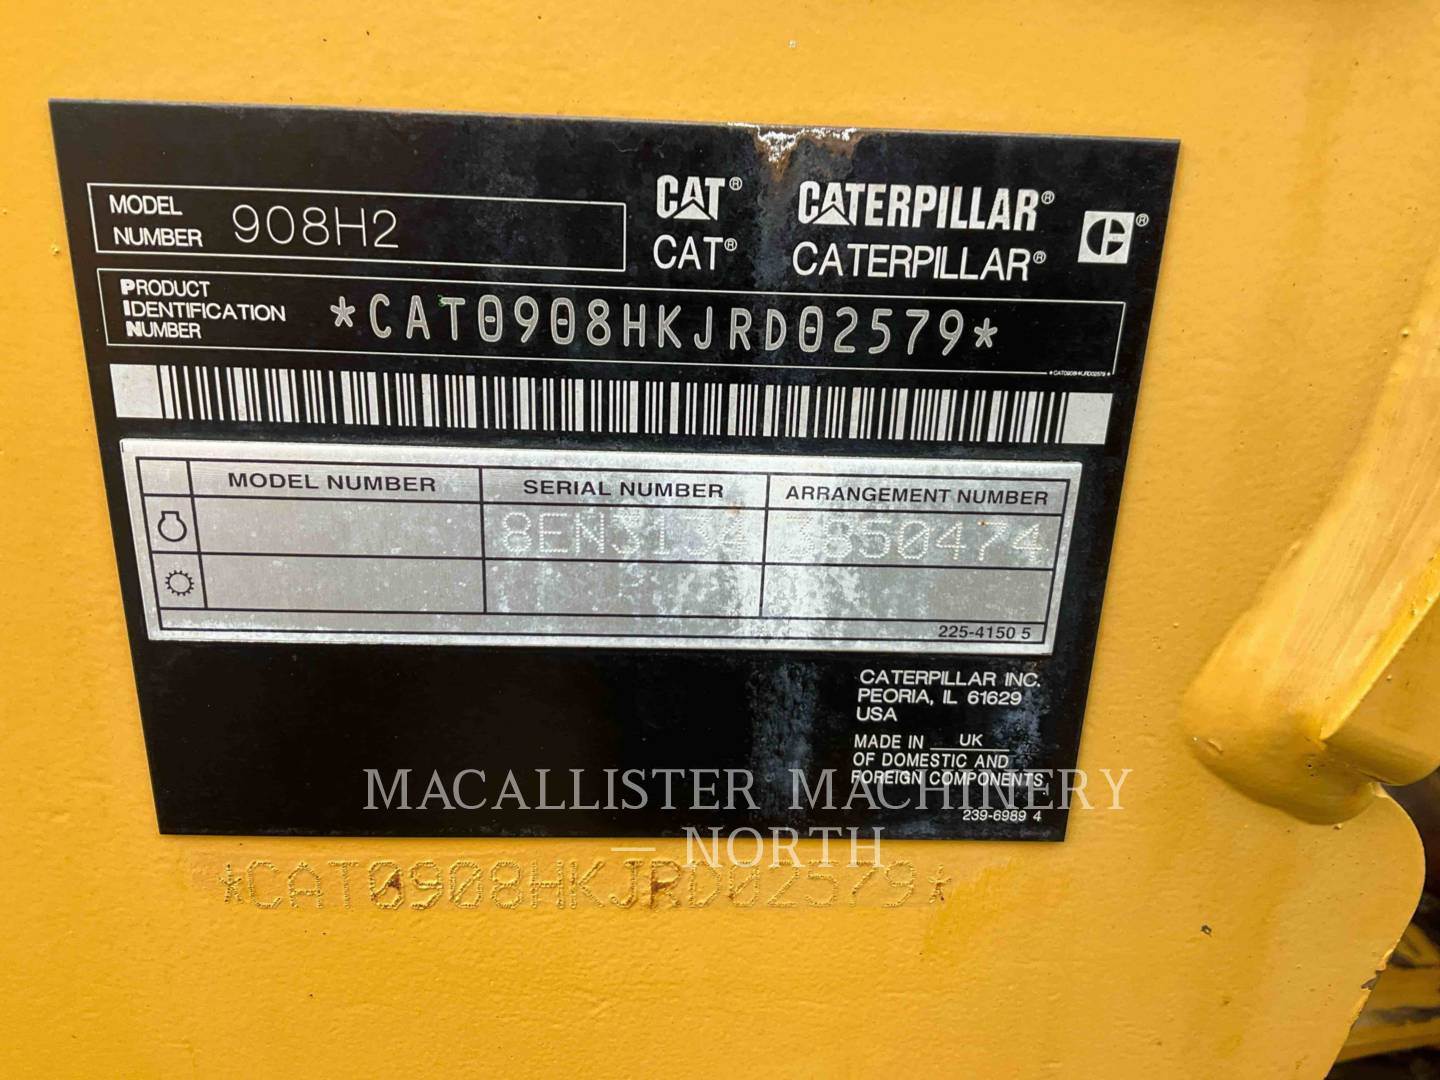 MODEL NUMBER 908H2
CAT® CATERPILLAR®
CAT® CATERPILLAR®
PRODUCT
IDENTIFICATION
NUMBER
*CAT0908HKJRD02579*
*CAT0908HKJRD02579*
MODEL NUMBER SERIAL NUMBER ARRANGEMENT NUMBER
8EN3134 3850474
225-4150 5
CATERPILLAR INC.
PEORIA, IL 61629
USA
MADE IN UK
OF DOMESTIC AND
FOREIGN COMPONENTS
239-6989 4
MACALLISTER MACHINERY
— NORTH
*CAT0908HKJRD02579*